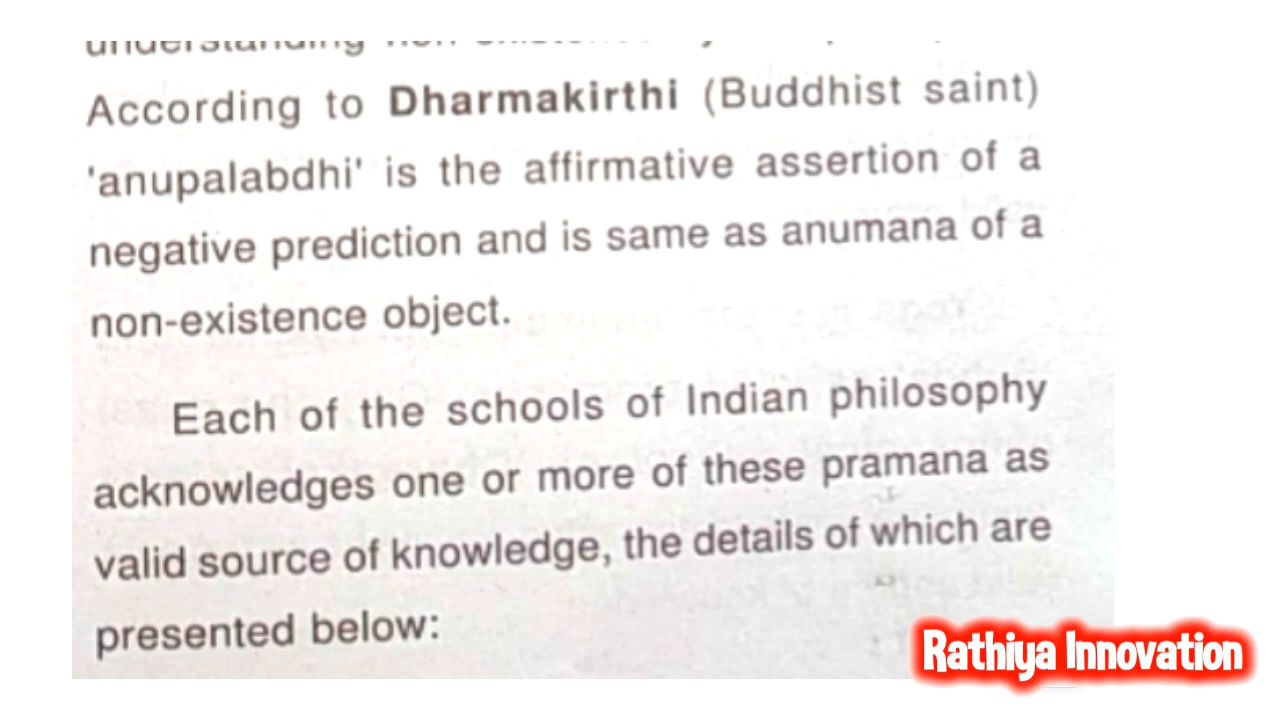 understanding non
According to Dharmakirthi (Buddhist saint)
'anupalabdhi' is the affirmative assertion of a
negative prediction and is same as anumana of a
non-existence object.
Each of the schools of Indian philosophy
acknowledges one or more of these pramana as
valid source of knowledge, the details of which are
presented below:
Rathiya Innovation